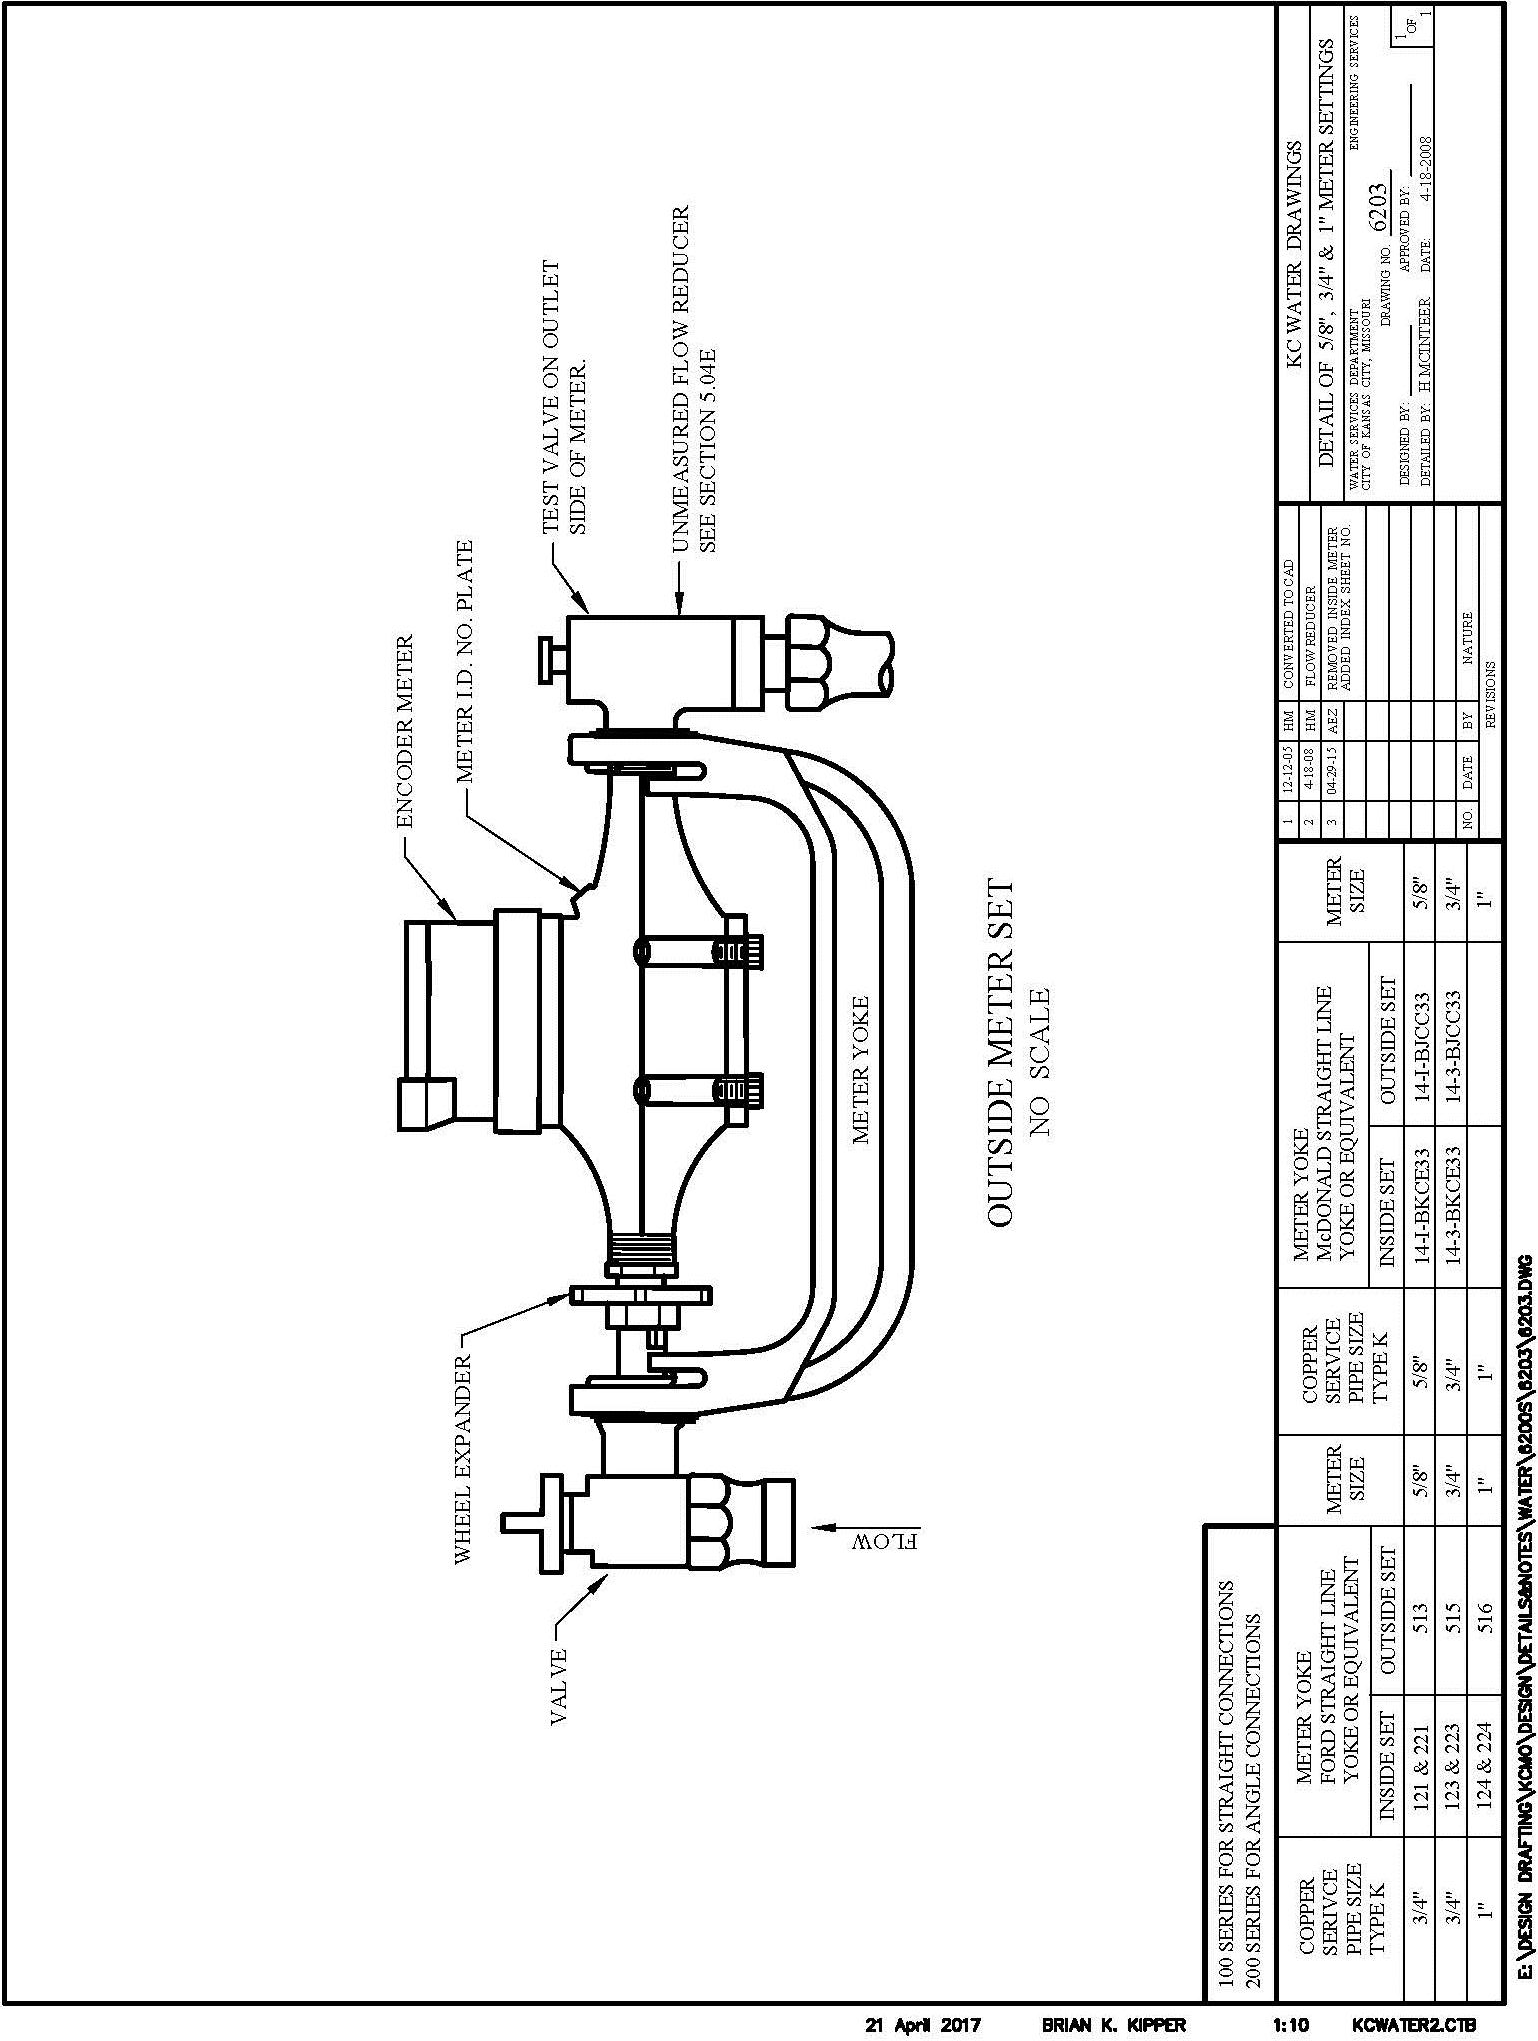 ENCODER METER
METER I.D. NO. PLATE
TEST VALVE ON OUTLET
SIDE OF METER.
UNMEASURED FLOW REDUCER
SEE SECTION 5.04E
WHEEL EXPANDER
VALVE
FLOW
METER YOKE
OUTSIDE METER SET
NO SCALE
100 SERIES FOR STRAIGHT CONNECTIONS
200 SERIES FOR ANGLE CONNECTIONS
COPPER
SERIVCE
PIPE SIZE
TYPE K
METER YOKE
FORD STRAIGHT LINE
YOKE OR EQUIVALENT
INSIDE SET
OUTSIDE SET
METER
SIZE
COPPER
SERVICE
PIPE SIZE
TYPE K
METER YOKE
McDONALD STRAIGHT LINE
YOKE OR EQUIVALENT
INSIDE SET
OUTSIDE SET
METER
SIZE
3/4" 121 & 221 513 5/8" 5/8" 14-1-BKCE33 14-1-BJCC33 5/8"
3/4" 123 & 223 515 3/4" 3/4" 14-3-BKCE33 14-3-BJCC33 3/4"
1" 124 & 224 516 1" 1" 1"
1 12-12-05 HM CONVERTED TO CAD
2 4-18-08 HM FLOW REDUCER
3 04-29-15 AEZ REMOVED INSIDE METER
ADDED INDEX SHEET NO.
NO. DATE BY NATURE
REVISIONS
KC WATER DRAWINGS
DETAIL OF 5/8", 3/4" & 1" METER SETTINGS
WATER SERVICES DEPARTMENT ENGINEERING SERVICES
CITY OF KANSAS CITY, MISSOURI
DRAWING NO. 6203
1 OF 1
DESIGNED BY: APPROVED BY:
DETAILED BY: H MCINTEER DATE: 4-18-2008
E:\DESIGN DRAFTING\KCMO\DESIGN\DETAILS&NOTES\WATER\6200S\6203\6203.DWG
21 April 2017 BRIAN K. KIPPER 1:10 KCWATER2.CTB